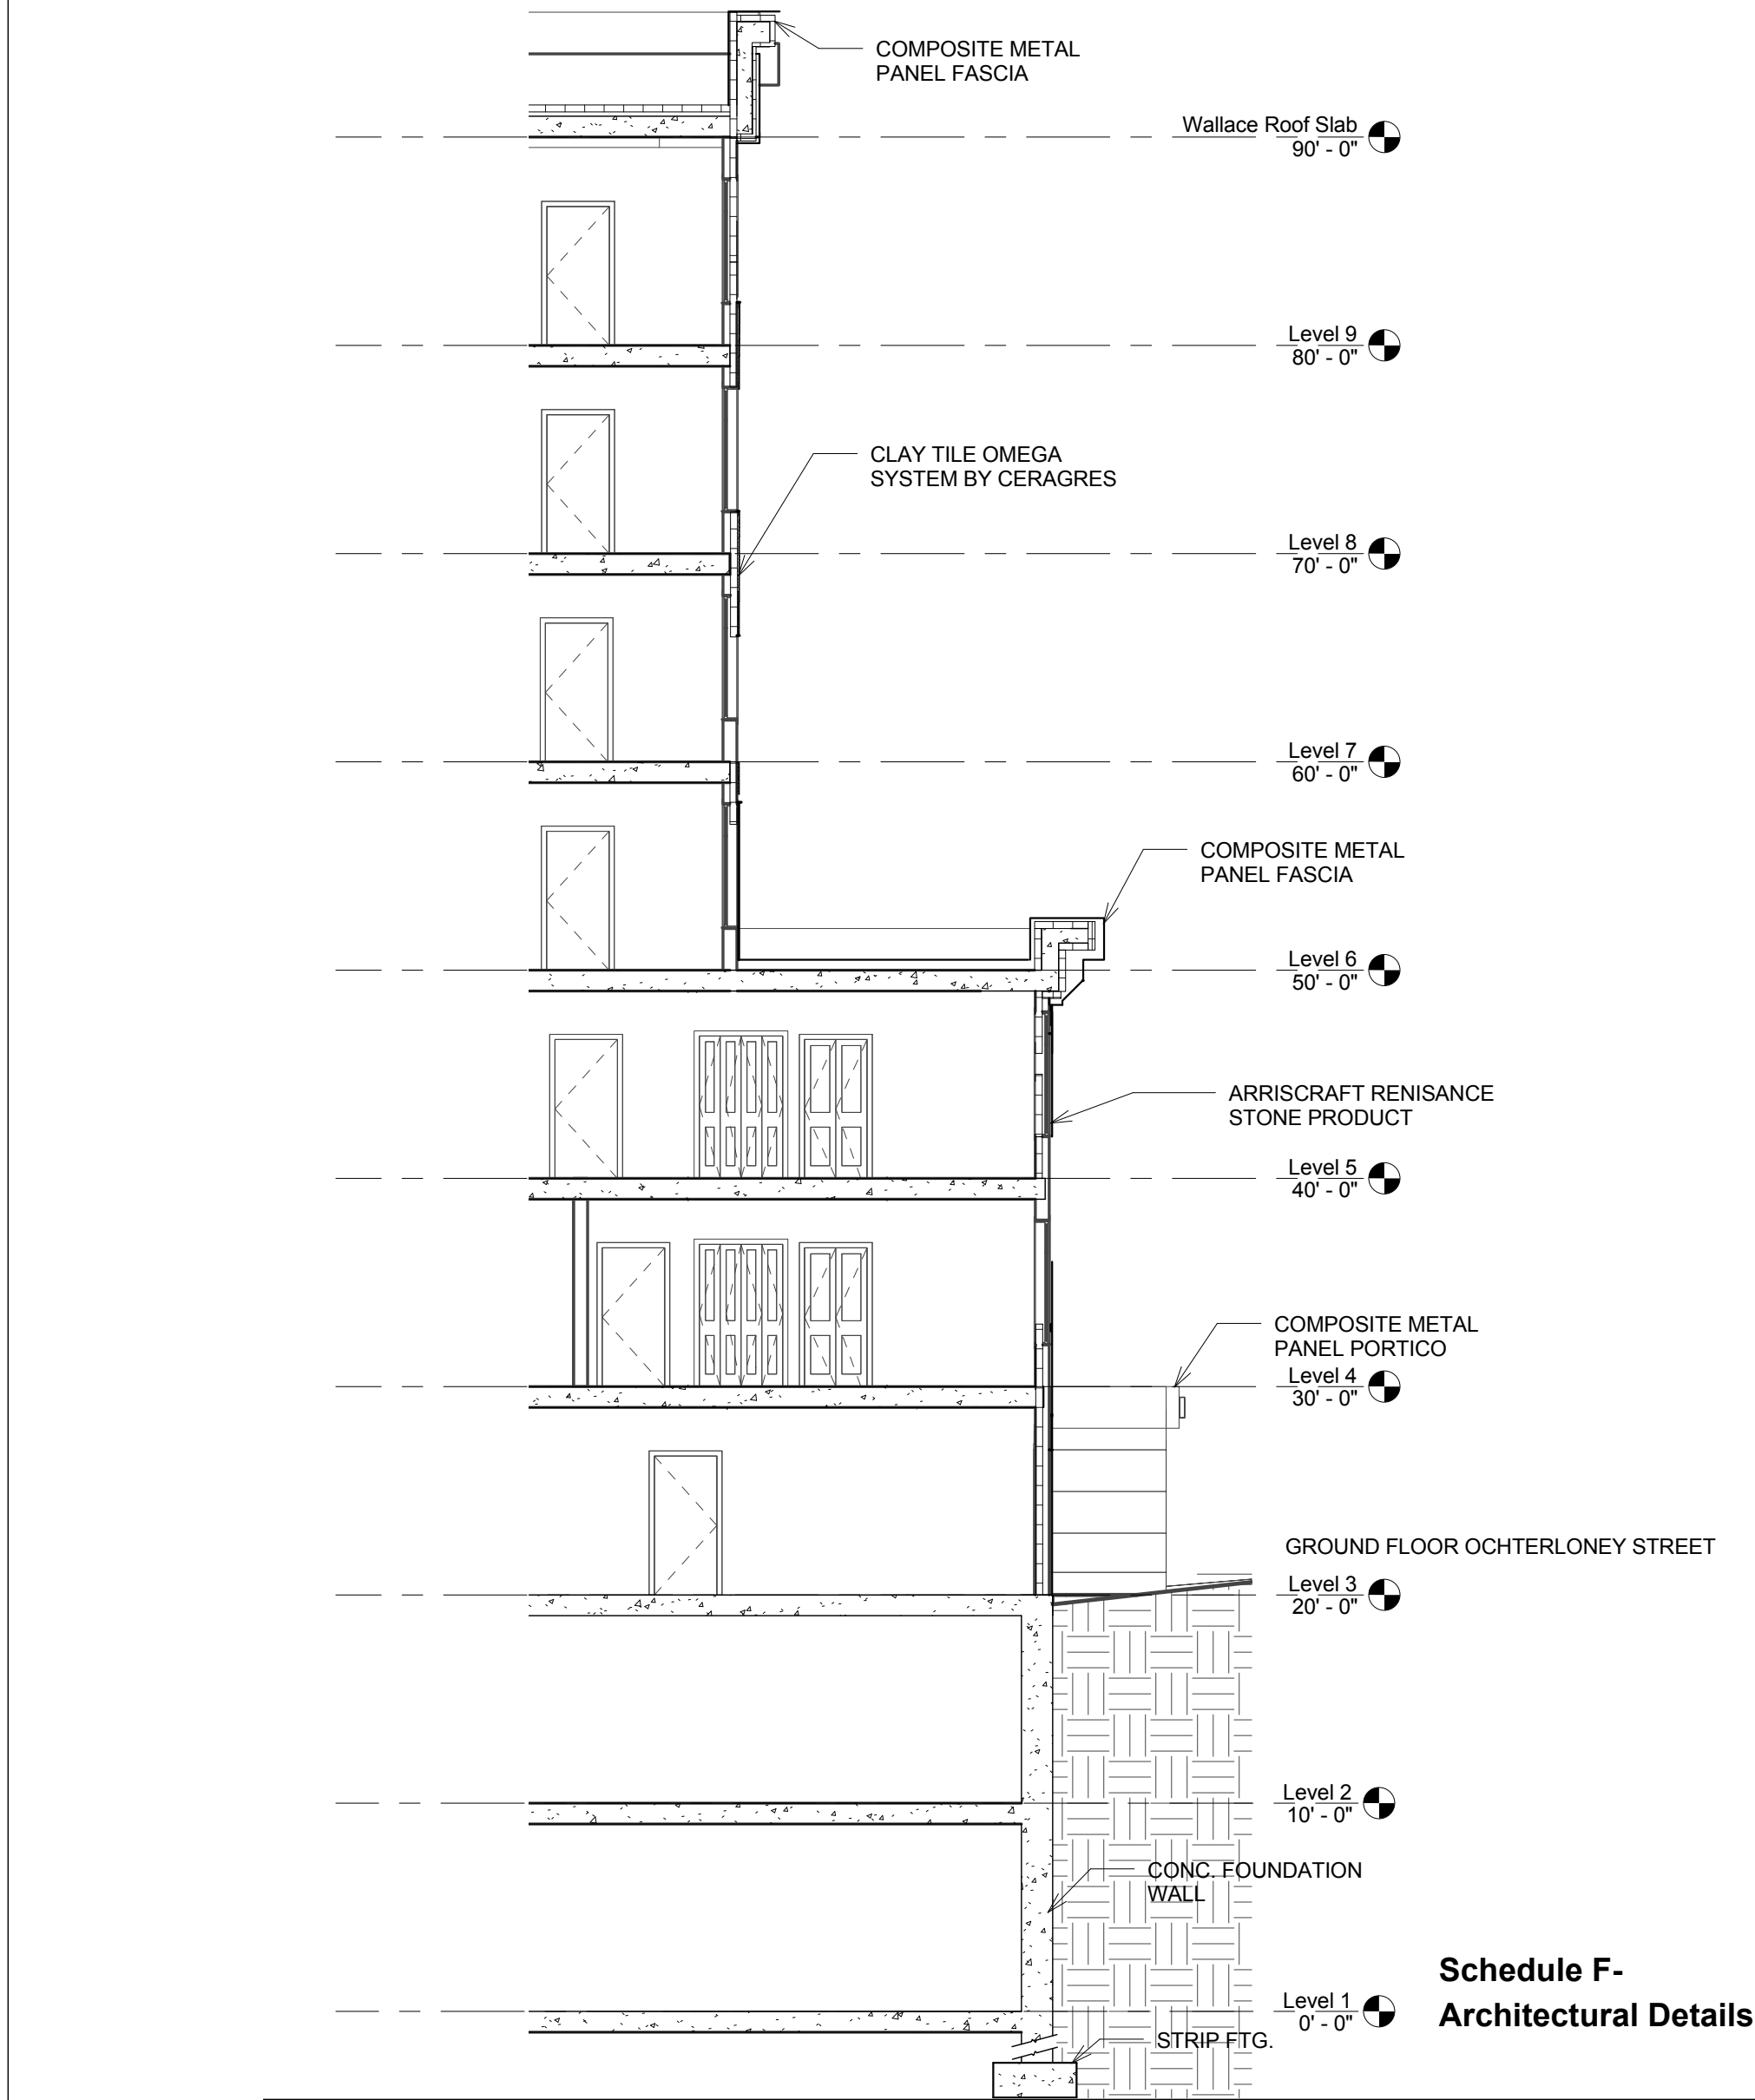 COMPOSITE METAL
PANEL FASCIA
Wallace Roof Slab
90' - 0"
Level 9
80' - 0"
CLAY TILE OMEGA
SYSTEM BY CERAGRES
Level 8
70' - 0"
Level 7
60' - 0"
COMPOSITE METAL
PANEL FASCIA
Level 6
50' - 0"
ARRISCRAFT RENISANCE
STONE PRODUCT
Level 5
40' - 0"
COMPOSITE METAL
PANEL PORTICO
Level 4
30' - 0"
GROUND FLOOR OCHTERLONEY STREET
Level 3
20' - 0"
Level 2
10' - 0"
CONC. FOUNDATION
WALL
Schedule F-
Architectural Details
Level 1
0' - 0"
STRIP FTG.